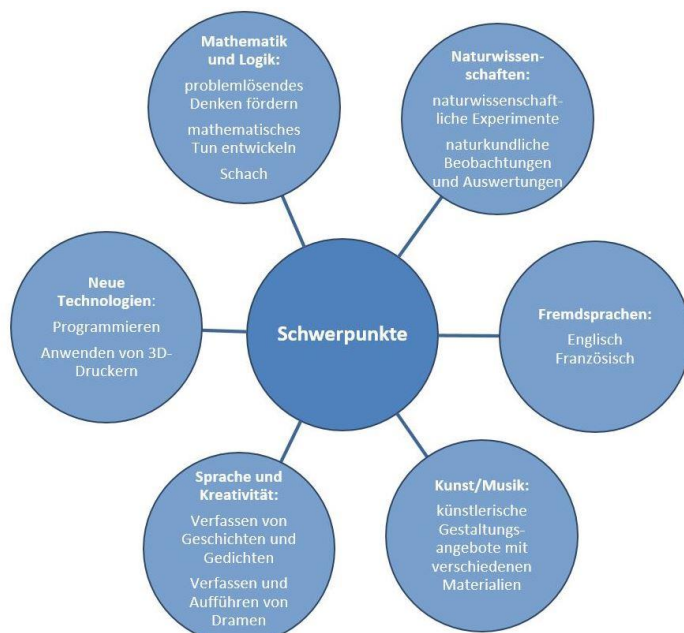 Mathematik
und Logik:
problemlösendes
Denken fördern
mathematisches
Tun entwickeln
Schach
Naturwissen-
schaften:
naturwissenschaft-
liche Experimente
naturkundliche
Beobachtungen
und Auswertungen
Neue
Technologien:
Programmieren
Anwenden von 3D-
Druckern
Schwerpunkte
Fremdsprachen:
Englisch
Französisch
Sprache und
Kreativität:
Verfassen von
Geschichten und
Gedichten
Verfassen und
Aufführen von
Dramen
Kunst/Musik:
künstlerische
Gestaltungs-
angebote mit
verschiedenen
Materialien